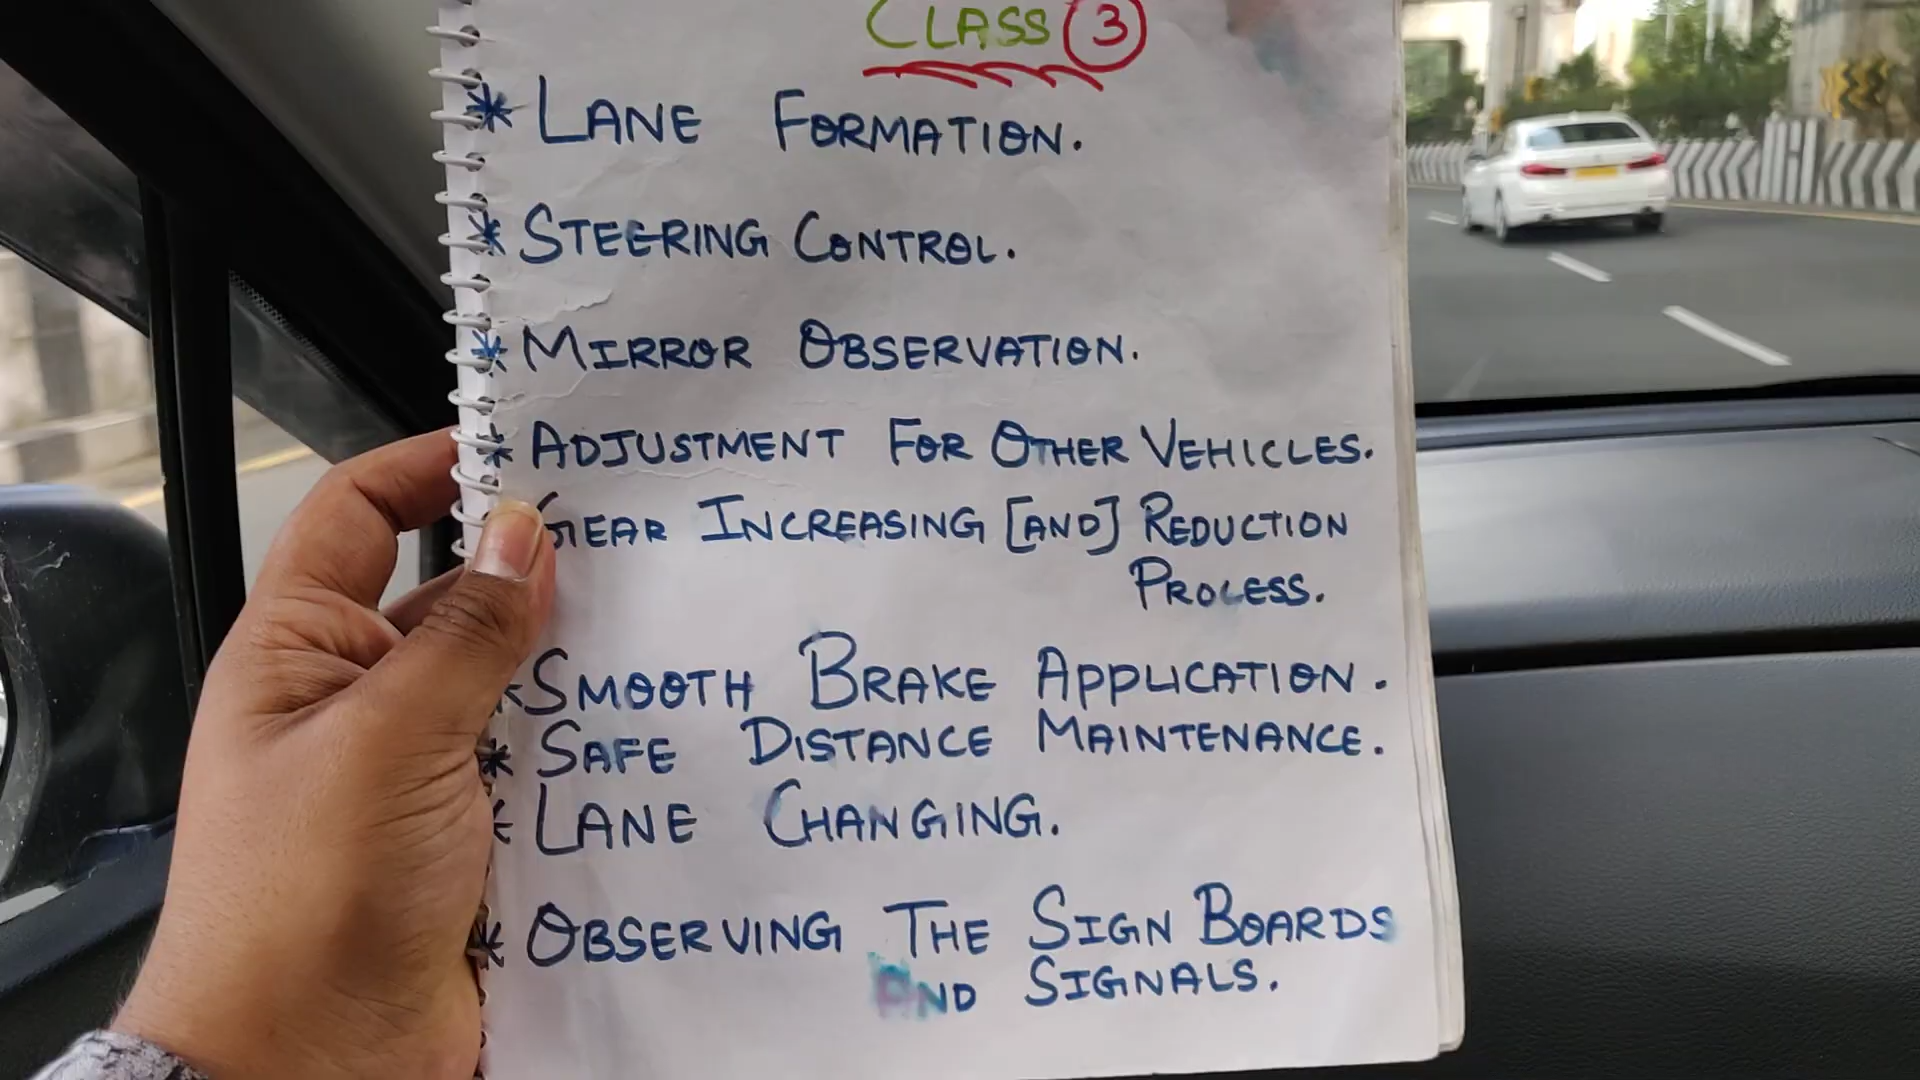 CLASS 3
* LANE FORMATION.
* STEERING CONTROL.
* MIRROR OBSERVATION.
* ADJUSTMENT FOR OTHER VEHICLES.
GEAR INCREASING [AND] REDUCTION
PROCESS.
* SMOOTH BRAKE APPLICATION.
* SAFE DISTANCE MAINTENANCE.
* LANE CHANGING.
* OBSERVING THE SIGN BOARDS
AND SIGNALS.